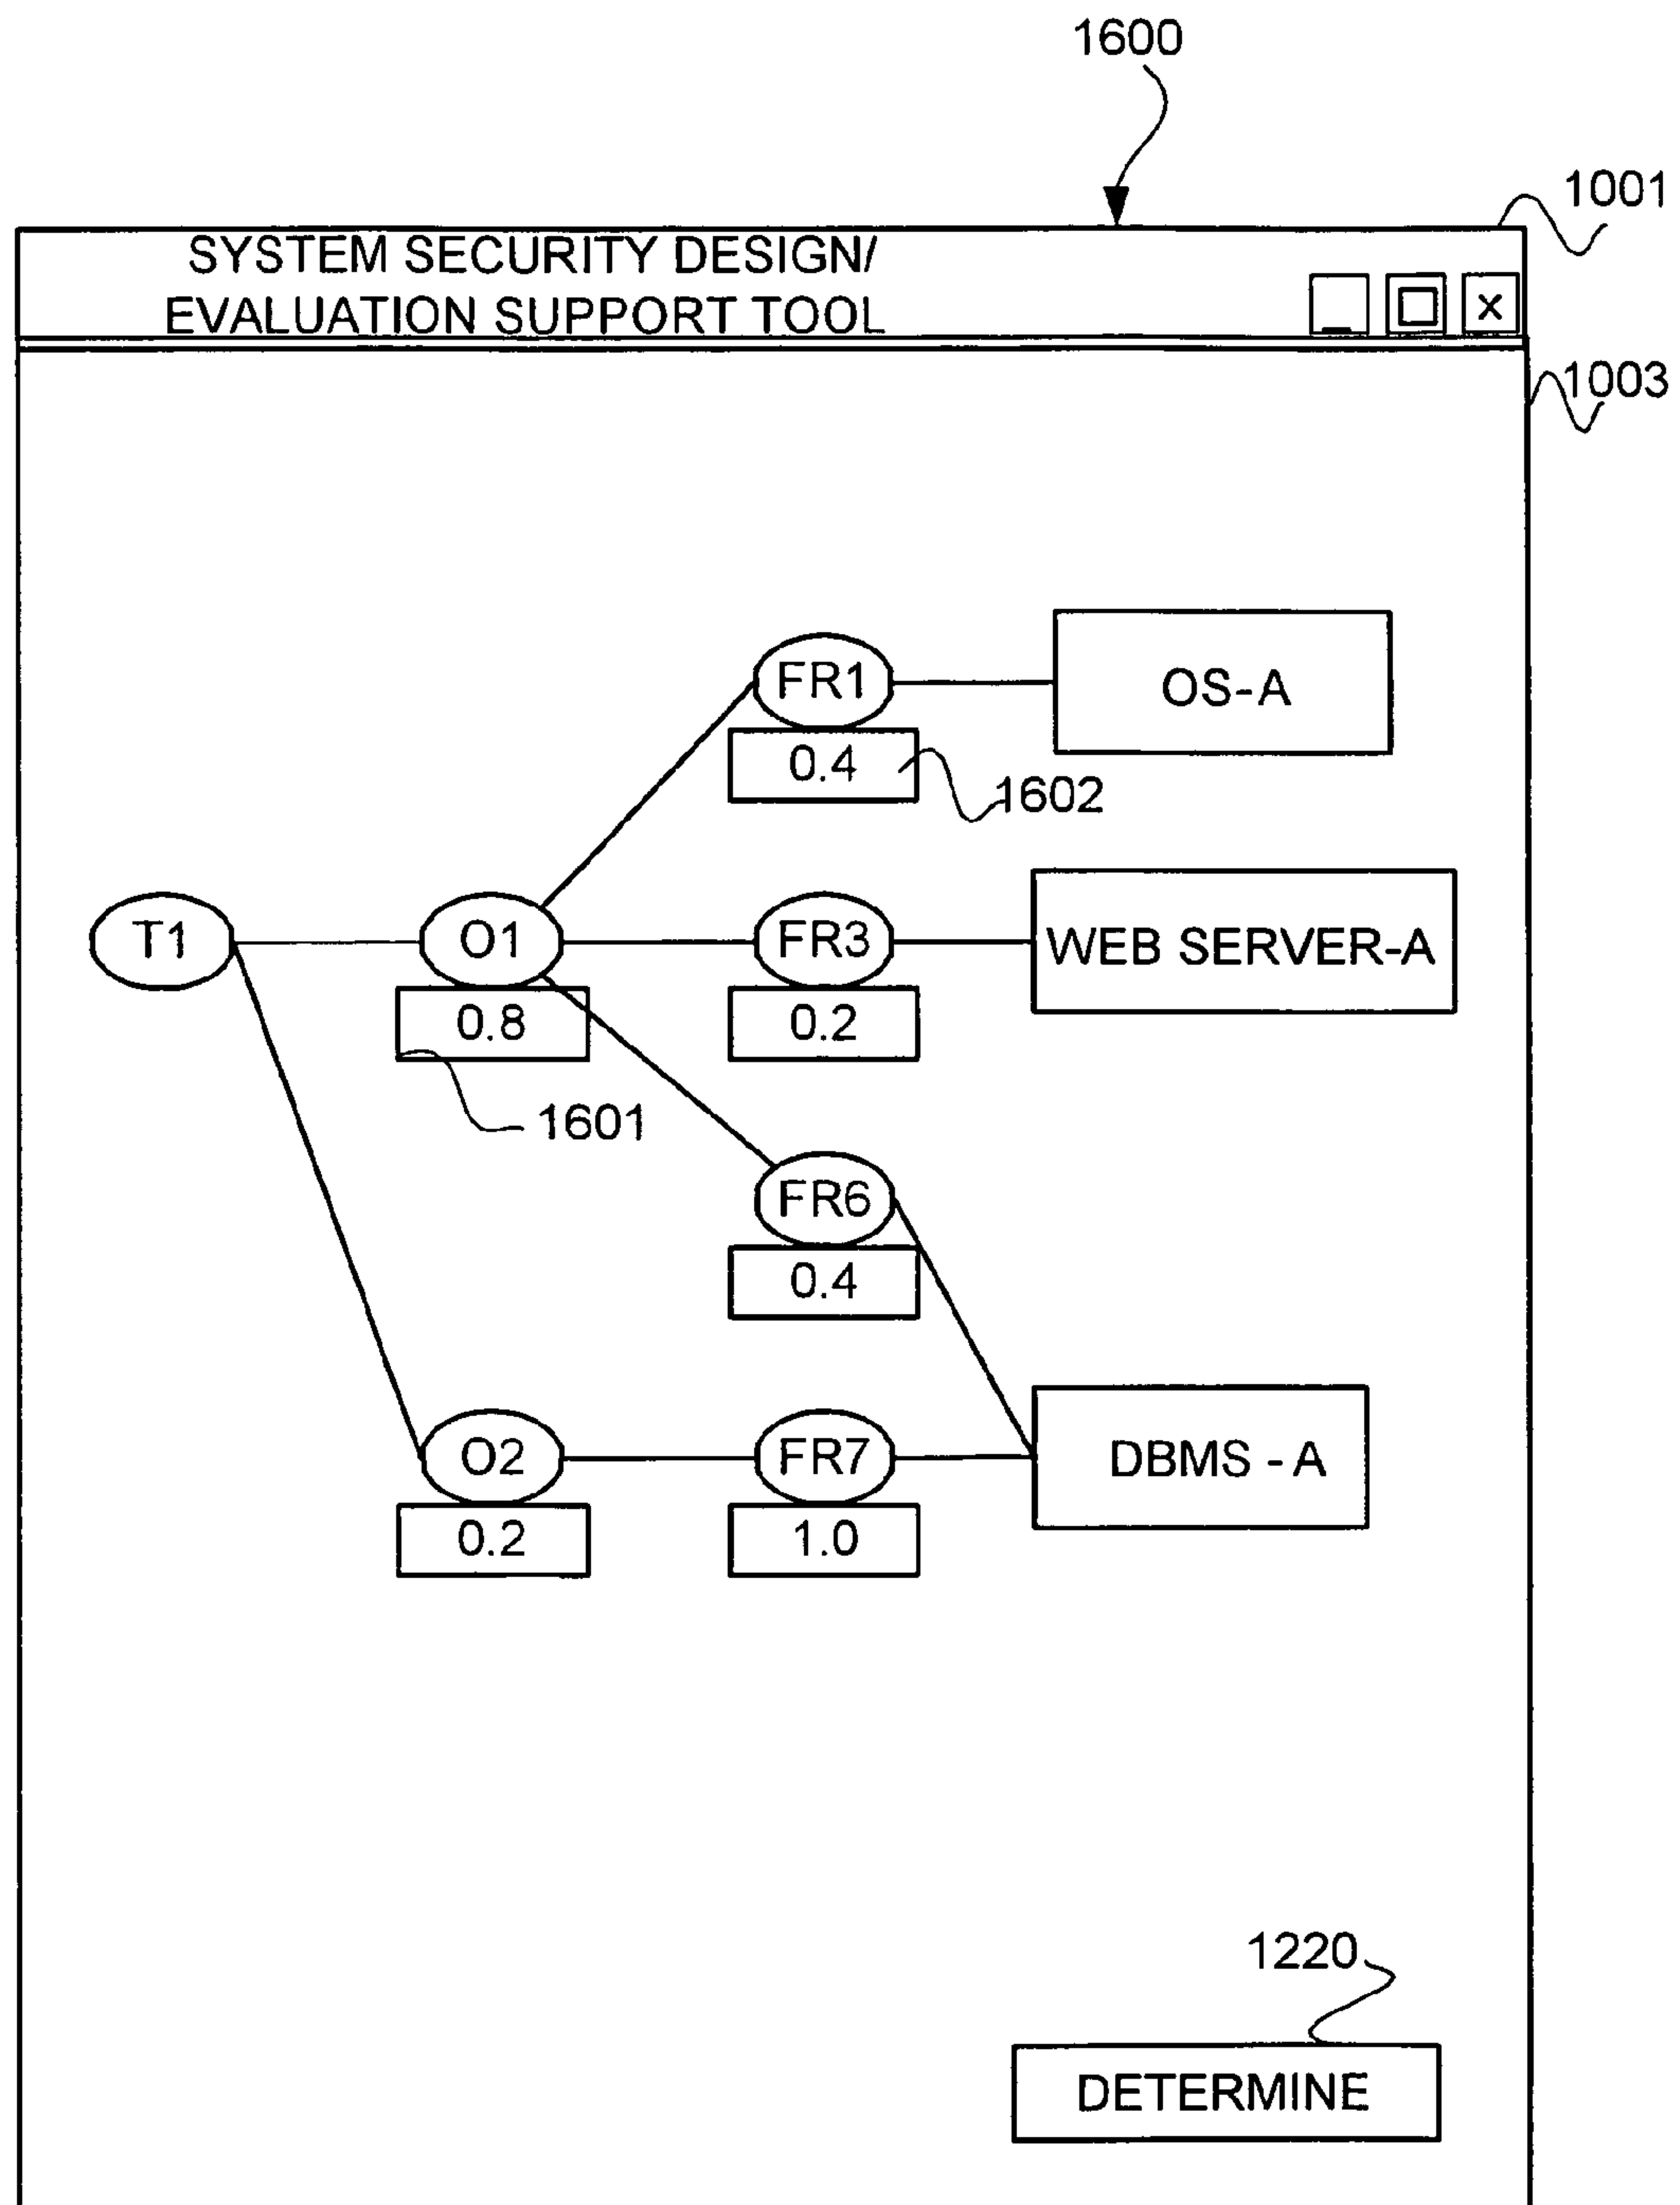 1600
1001
SYSTEM SECURITY DESIGN/
EVALUATION SUPPORT TOOL
x
1003
FR1
OS-A
0.4
1602
T1
O1
FR3
WEB SERVER-A
0.8
0.2
1601
FR6
0.4
O2
FR7
DBMS - A
0.2
1.0
1220
DETERMINE